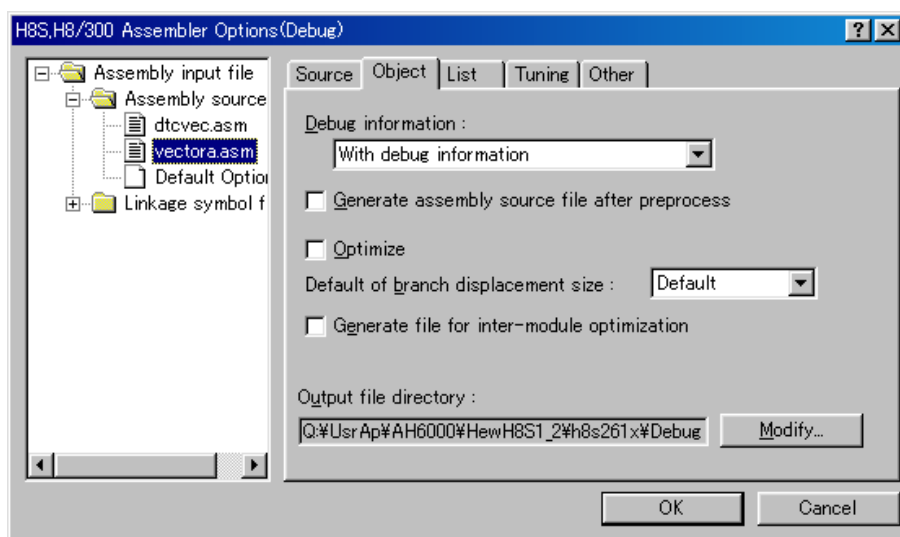 H8S,H8/300 Assembler Options(Debug)
Assembly input file
Assembly source
dtcvec.asm
vectora.asm
Default Optio
Linkage symbol f
Source Object List Tuning Other
Debug information :
With debug information
Generate assembly source file after preprocess
Optimize
Default of branch displacement size : Default
Generate file for inter-module optimization
Output file directory :
Q:¥UsrAp¥AH6000¥HewH8S1_2¥h8s261x¥Debug Modify...
OK Cancel